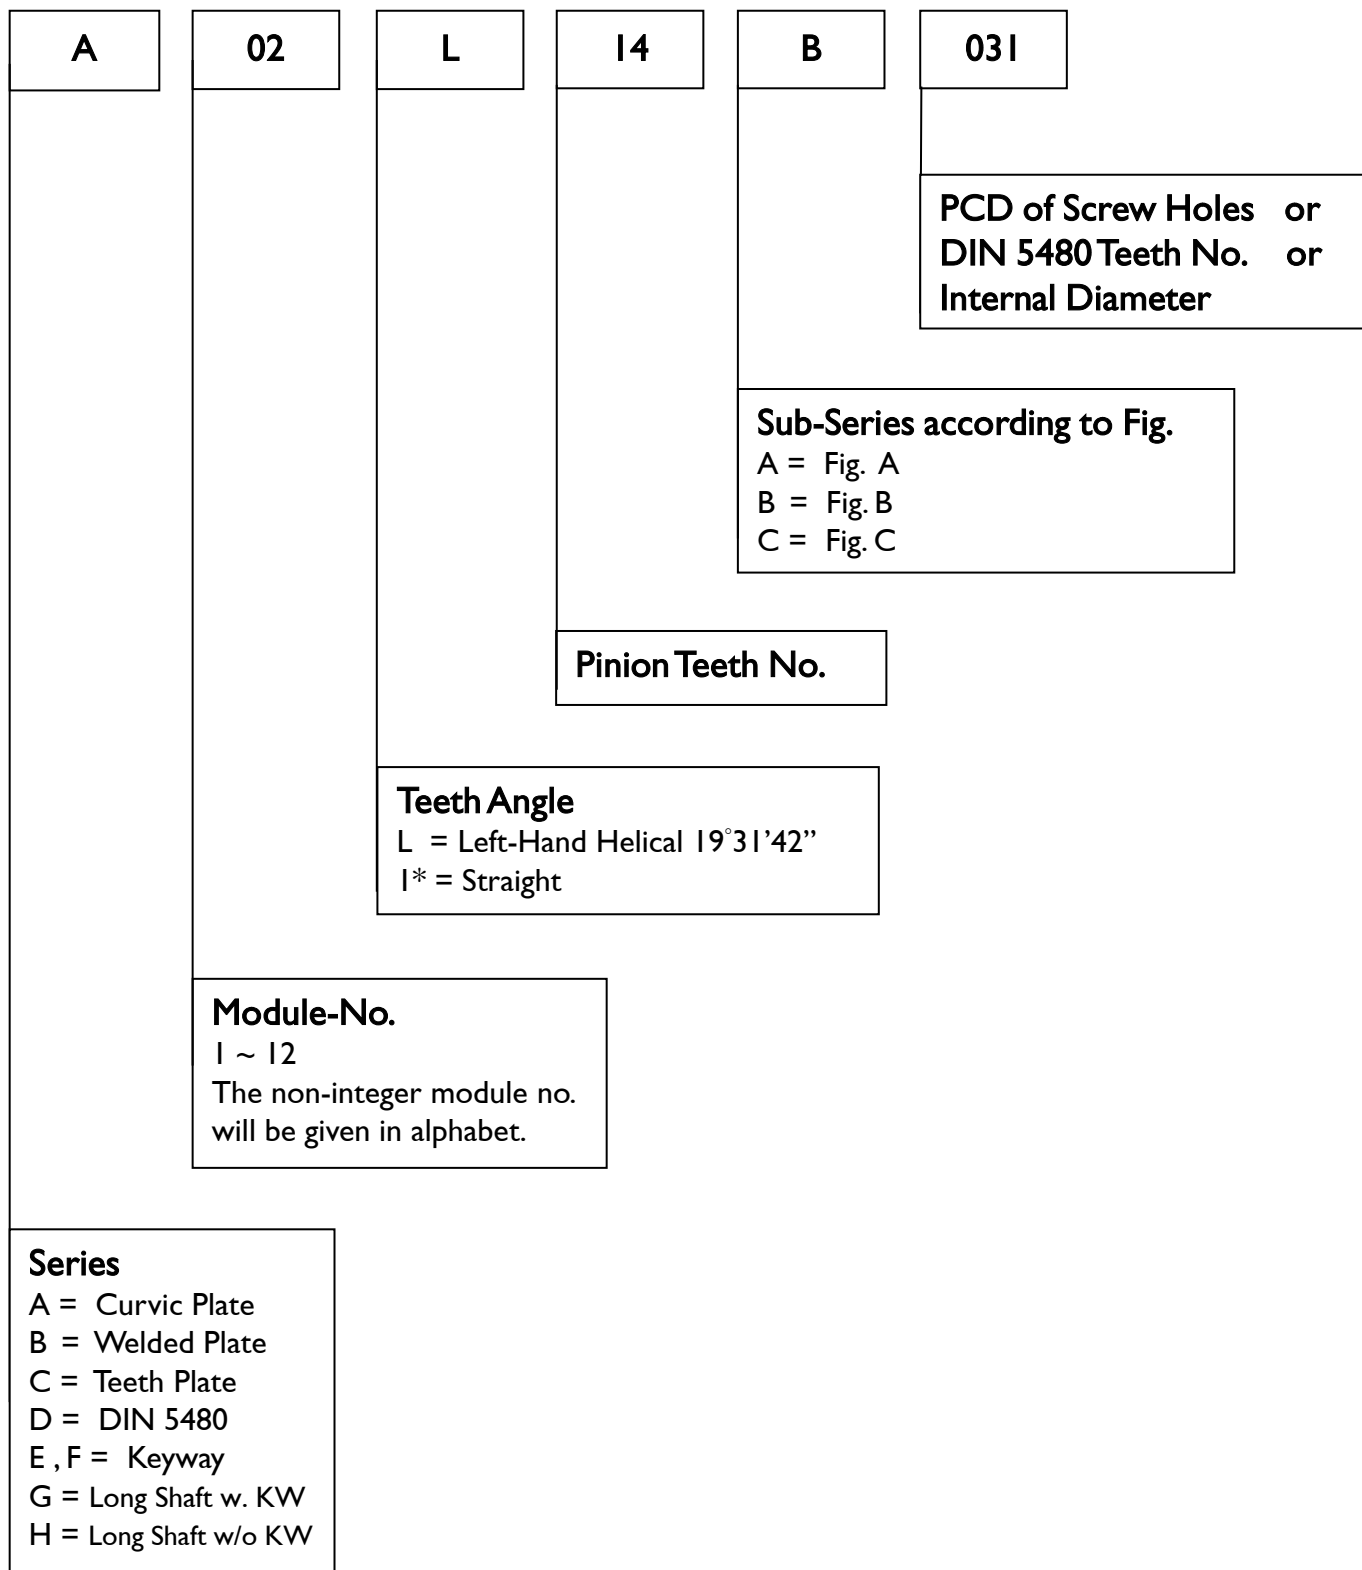 A 02 L 14 B 031
PCD of Screw Holes or
DIN 5480 Teeth No. or
Internal Diameter
Sub-Series according to Fig.
A = Fig. A
B = Fig. B
C = Fig. C
Pinion Teeth No.
Teeth Angle
L = Left-Hand Helical 19°31’42”
1* = Straight
Module-No.
1 ~ 12
The non-integer module no.
will be given in alphabet.
Series
A = Curvic Plate
B = Welded Plate
C = Teeth Plate
D = DIN 5480
E , F = Keyway
G = Long Shaft w. KW
H = Long Shaft w/o KW